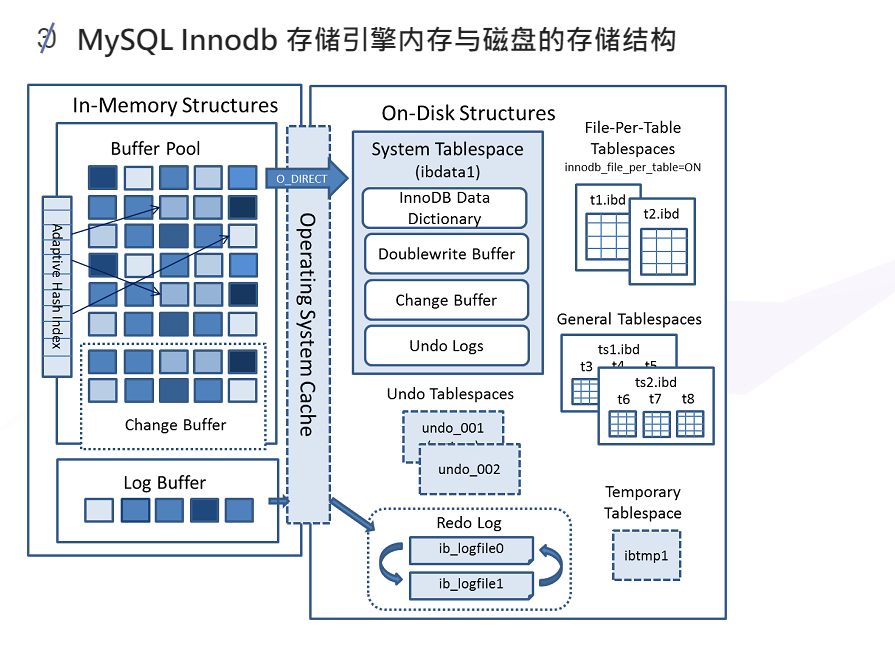 30 MySQL Innodb 存储引擎内存与磁盘的存储结构
In-Memory Structures
Buffer Pool
Adaptive Hash Index
Change Buffer
Log Buffer
O_DIRECT
Operating System Cache
On-Disk Structures
System Tablespace
(ibdata1)
InnoDB Data
Dictionary
Doublewrite Buffer
Change Buffer
Undo Logs
Undo Tablespaces
undo_001
undo_002
Redo Log
ib_logfile0
ib_logfile1
File-Per-Table
Tablespaces
innodb_file_per_table=ON
t1.ibd
t2.ibd
General Tablespaces
ts1.ibd
t3 t4 t5
ts2.ibd
t6 t7 t8
Temporary
Tablespace
ibtmp1